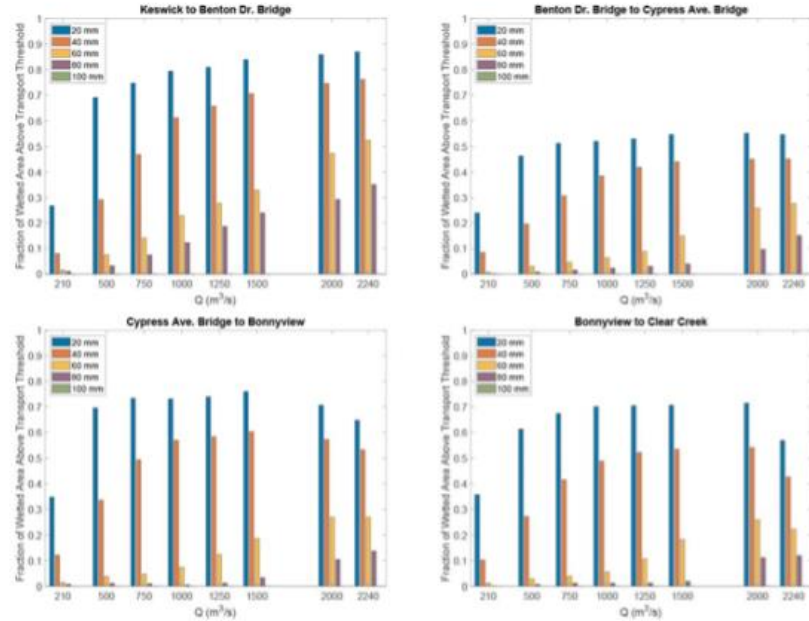 Keswick to Benton Dr. Bridge
Fraction of Wetted Area Above Transport Threshold
1
0.9
0.8
0.7
0.6
0.5
0.4
0.3
0.2
0.1
0
20 mm
40 mm
60 mm
80 mm
100 mm
210 500 750 1000 1250 1500 2000 2240
Q (m³/s)
Benton Dr. Bridge to Cypress Ave. Bridge
Fraction of Wetted Area Above Transport Threshold
1
0.9
0.8
0.7
0.6
0.5
0.4
0.3
0.2
0.1
0
20 mm
40 mm
60 mm
80 mm
100 mm
210 500 750 1000 1250 1500 2000 2240
Q (m³/s)
Cypress Ave. Bridge to Bonnyview
Fraction of Wetted Area Above Transport Threshold
1
0.9
0.8
0.7
0.6
0.5
0.4
0.3
0.2
0.1
0
20 mm
40 mm
60 mm
80 mm
100 mm
210 500 750 1000 1250 1500 2000 2240
Q (m³/s)
Bonnyview to Clear Creek
Fraction of Wetted Area Above Transport Threshold
1
0.9
0.8
0.7
0.6
0.5
0.4
0.3
0.2
0.1
0
20 mm
40 mm
60 mm
80 mm
100 mm
210 500 750 1000 1250 1500 2000 2240
Q (m³/s)